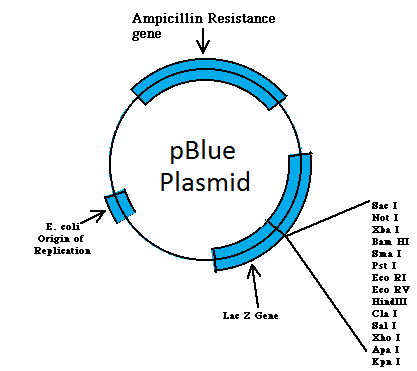 Ampicillin Resistance
gene
pBlue
Plasmid
E. coli
Origin of
Replication
Lac Z Gene
Sac I
Not I
Xba I
Bam HI
Sma I
Pst I
Eco RI
Eco RV
HindIII
Cla I
Sal I
Xho I
Apa I
Kpn I